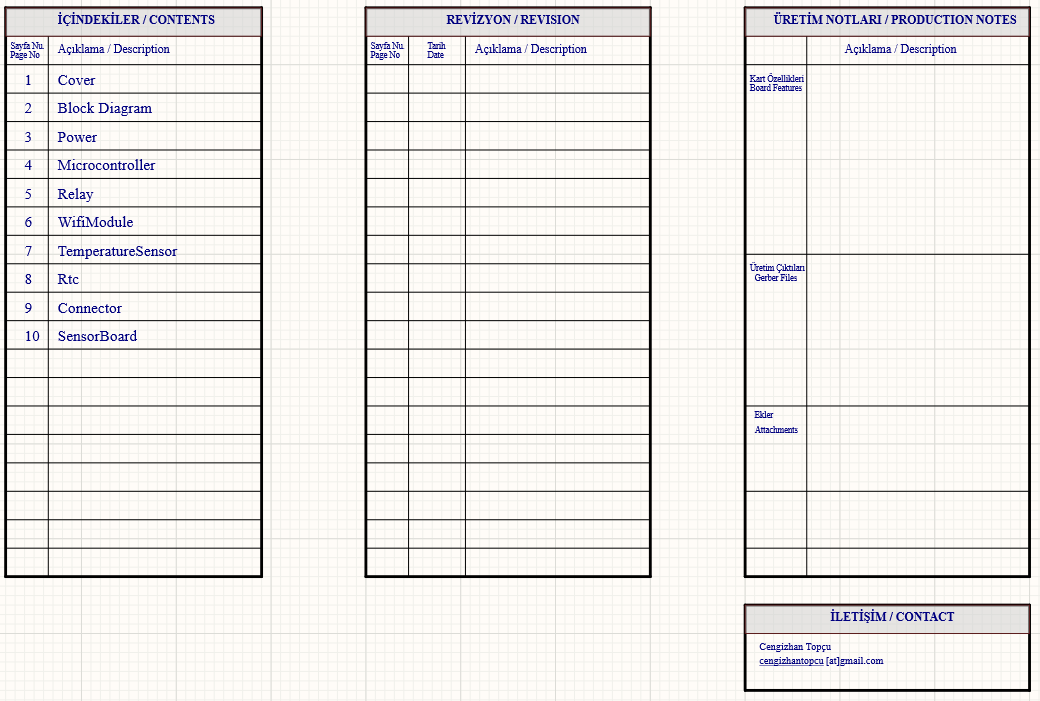 İÇİNDEKİLER / CONTENTS
Sayfa Nu. Açıklama / Description
Page No
1 Cover
2 Block Diagram
3 Power
4 Microcontroller
5 Relay
6 WifiModule
7 TemperatureSensor
8 Rtc
9 Connector
10 SensorBoard
REVİZYON / REVISION
Sayfa Nu. Tarih Açıklama / Description
Page No Date
ÜRETİM NOTLARI / PRODUCTION NOTES
Açıklama / Description
Kart Özellikleri
Board Features
Üretim Çıktıları
Gerber Files
Ekler
Attachments
İLETİŞİM / CONTACT
Cengizhan Topçu
cengizhantopcu [at]gmail.com